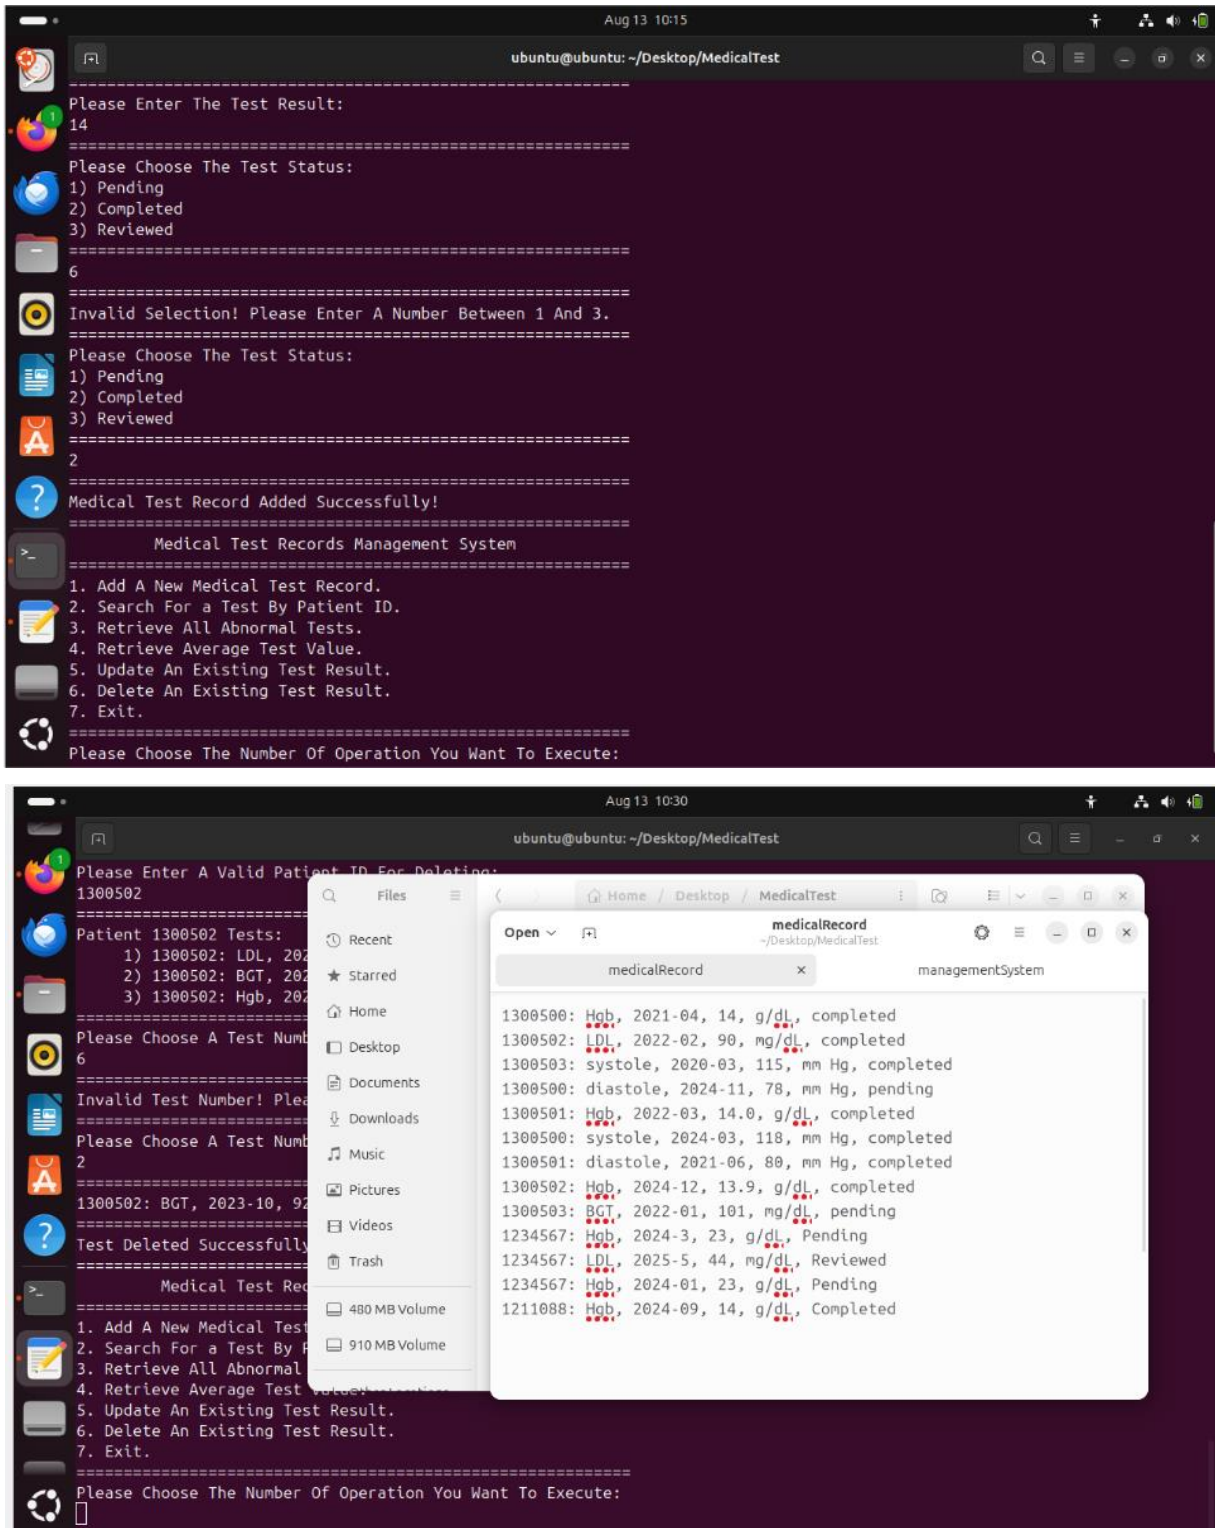 Aug 13 10:15
ubuntu@ubuntu: ~/Desktop/MedicalTest
===========================================================
Please Enter The Test Result:
14
===========================================================
Please Choose The Test Status:
1) Pending
2) Completed
3) Reviewed
===========================================================
6
===========================================================
Invalid Selection! Please Enter A Number Between 1 And 3.
===========================================================
Please Choose The Test Status:
1) Pending
2) Completed
3) Reviewed
===========================================================
2
===========================================================
Medical Test Record Added Successfully!
===========================================================
Medical Test Records Management System
===========================================================
1. Add A New Medical Test Record.
2. Search For a Test By Patient ID.
3. Retrieve All Abnormal Tests.
4. Retrieve Average Test Value.
5. Update An Existing Test Result.
6. Delete An Existing Test Result.
7. Exit.
===========================================================
Please Choose The Number Of Operation You Want To Execute:
Aug 13 10:30
ubuntu@ubuntu: ~/Desktop/MedicalTest
Please Enter A Valid Patient ID For Deleting:
1300502
Patient 1300502 Tests:
1) 1300502: LDL, 202
2) 1300502: BGT, 202
3) 1300502: Hgb, 202
Please Choose A Test Numb
6
Invalid Test Number! Plea
Please Choose A Test Numb
2
1300502: BGT, 2023-10, 92
Test Deleted Successfully
Medical Test Rec
1. Add A New Medical Test
2. Search For a Test By P
3. Retrieve All Abnormal
4. Retrieve Average Test
5. Update An Existing Test Result.
6. Delete An Existing Test Result.
7. Exit.
===========================================================
Please Choose The Number Of Operation You Want To Execute:
Files
Recent
Starred
Home
Desktop
Documents
Downloads
Music
Pictures
Videos
Trash
480 MB Volume
910 MB Volume
Home / Desktop / MedicalTest
Open
medicalRecord
~/Desktop/MedicalTest
medicalRecord
managementSystem
1300500: Hgb, 2021-04, 14, g/dL, completed
1300502: LDL, 2022-02, 90, mg/dL, completed
1300503: systole, 2020-03, 115, mm Hg, completed
1300500: diastole, 2024-11, 78, mm Hg, pending
1300501: Hgb, 2022-03, 14.0, g/dL, completed
1300500: systole, 2024-03, 118, mm Hg, completed
1300501: diastole, 2021-06, 80, mm Hg, completed
1300502: Hgb, 2024-12, 13.9, g/dL, completed
1300503: BGT, 2022-01, 101, mg/dL, pending
1234567: Hgb, 2024-3, 23, g/dL, Pending
1234567: LDL, 2025-5, 44, mg/dL, Reviewed
1234567: Hgb, 2024-01, 23, g/dL, Pending
1211088: Hgb, 2024-09, 14, g/dL, Completed